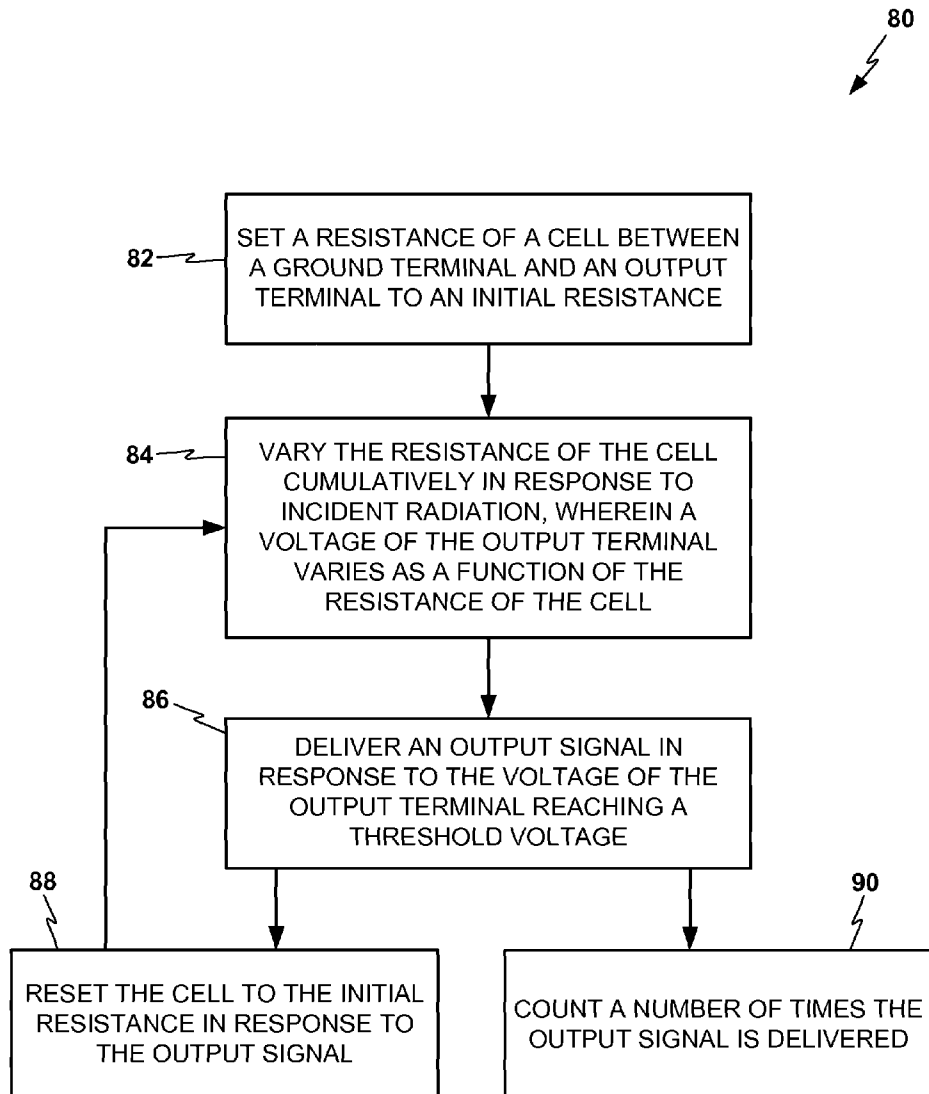 80
82
SET A RESISTANCE OF A CELL BETWEEN
A GROUND TERMINAL AND AN OUTPUT
TERMINAL TO AN INITIAL RESISTANCE
84
VARY THE RESISTANCE OF THE CELL
CUMULATIVELY IN RESPONSE TO
INCIDENT RADIATION, WHEREIN A
VOLTAGE OF THE OUTPUT TERMINAL
VARIES AS A FUNCTION OF THE
RESISTANCE OF THE CELL
86
DELIVER AN OUTPUT SIGNAL IN
RESPONSE TO THE VOLTAGE OF THE
OUTPUT TERMINAL REACHING A
THRESHOLD VOLTAGE
88
RESET THE CELL TO THE INITIAL
RESISTANCE IN RESPONSE TO
THE OUTPUT SIGNAL
90
COUNT A NUMBER OF TIMES THE
OUTPUT SIGNAL IS DELIVERED